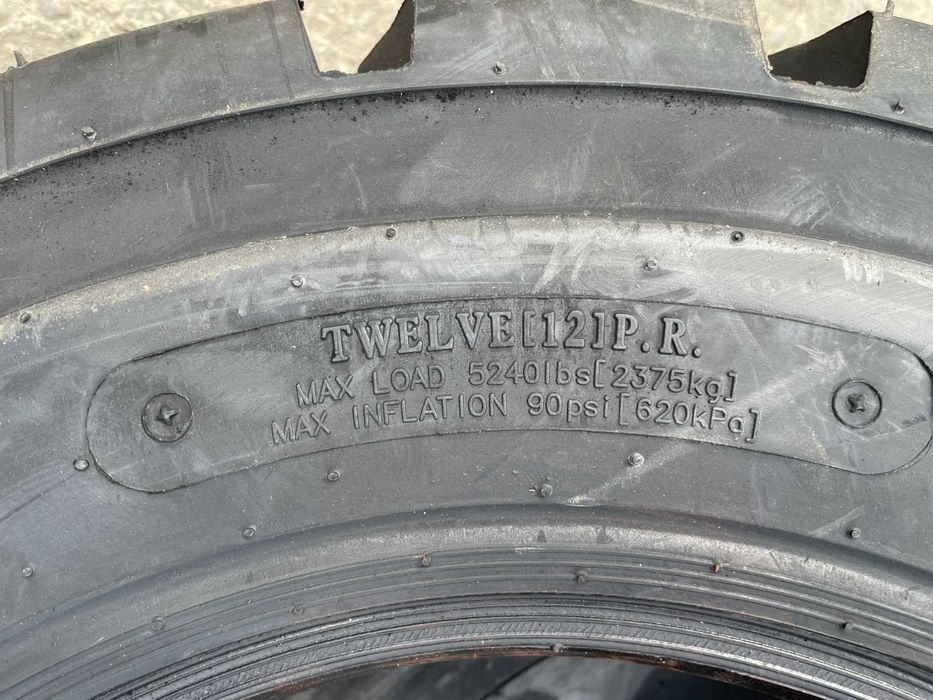 TWELVE[12]P.R.
MAX LOAD 5240lbs[2375kg]
MAX INFLATION 90psi[620kPa]